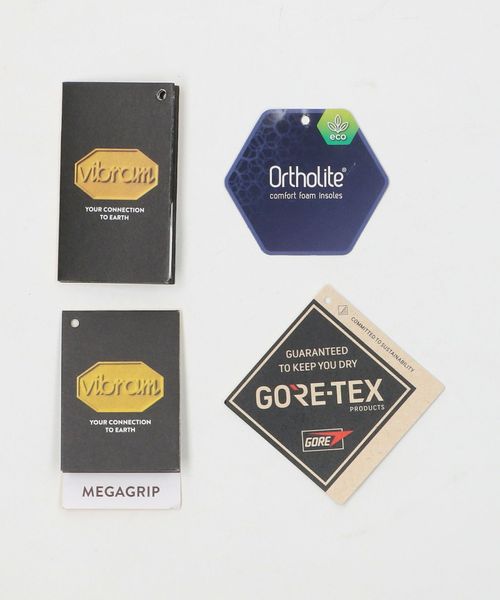 vibram
YOUR CONNECTION
TO EARTH
eco
Ortholite®
comfort foam insoles
vibram
YOUR CONNECTION
TO EARTH
MEGAGRIP
COMMITTED TO SUSTAINABILITY
GUARANTEED
TO KEEP YOU DRY
GORE-TEX
PRODUCTS
GORE